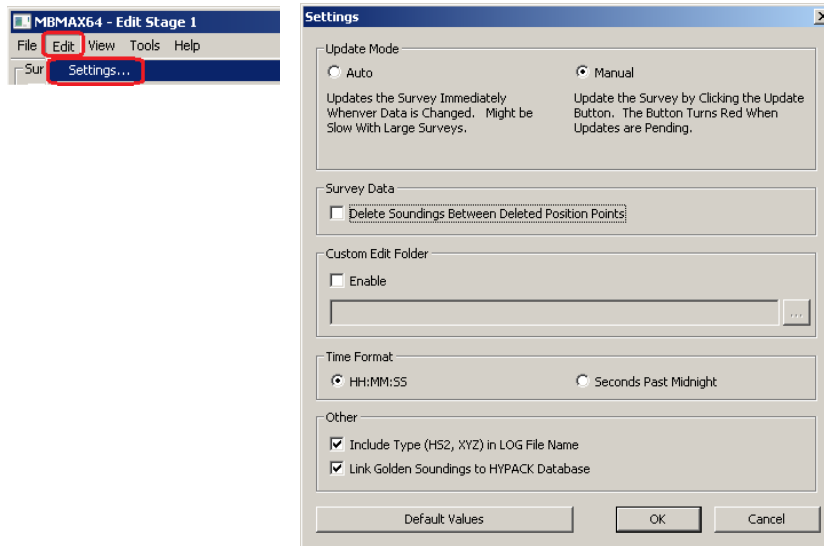 MBMAX64 - Edit Stage 1
File Edit View Tools Help
Sur
Settings...
Settings
Update Mode
Auto
Manual
Updates the Survey Immediately
Whenver Data is Changed. Might be
Slow With Large Surveys.
Update the Survey by Clicking the Update
Button. The Button Turns Red When
Updates are Pending.
Survey Data
Delete Soundings Between Deleted Position Points
Custom Edit Folder
Enable
...
Time Format
HH:MM:SS
Seconds Past Midnight
Other
Include Type (HS2, XYZ) in LOG File Name
Link Golden Soundings to HYPACK Database
Default Values
OK
Cancel